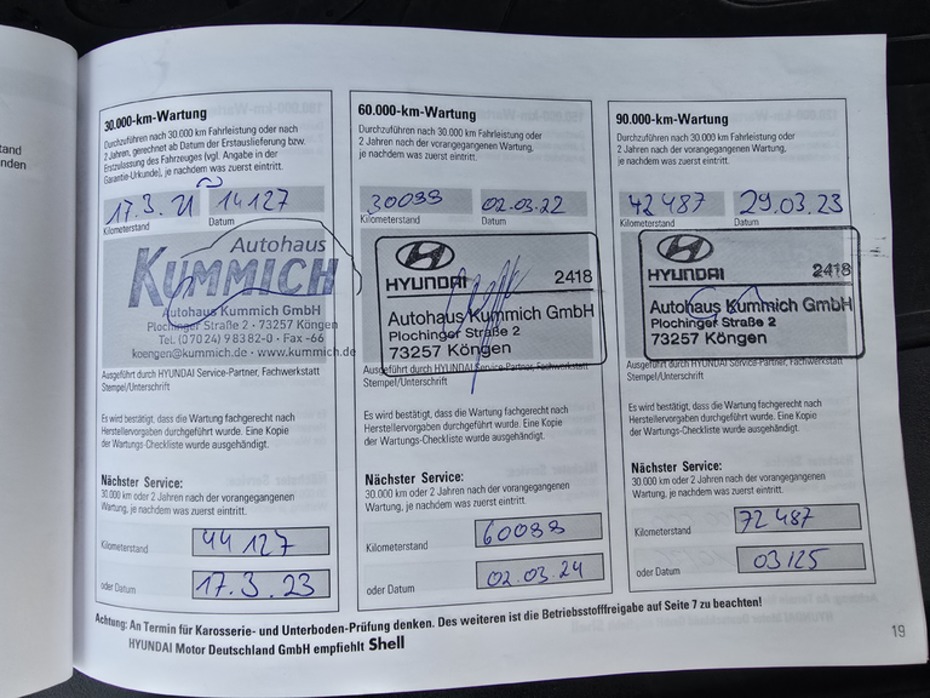 tand
nden
30.000-km-Wartung
Durchzuführen nach 30.000 km Fahrleistung oder nach
2 Jahren, gerechnet ab Datum der Erstauslieferung bzw.
Erstzulassung des Fahrzeuges (vgl. Angabe in der
Garantie-Urkunde), je nachdem was zuerst eintritt.
17.3.21 14127
Kilometerstand Datum
Autohaus
KUMMICH
Autohaus Kummich GmbH
Plochinger Straße 2 · 73257 Köngen
Tel. (07024) 98382-0 · Fax -66
koengen@kummich.de · www.kummich.de
Ausgeführt durch HYUNDAI Service-Partner, Fachwerkstatt
Stempel/Unterschrift
Es wird bestätigt, dass die Wartung fachgerecht nach
Herstellervorgaben durchgeführt wurde. Eine Kopie
der Wartungs-Checkliste wurde ausgehändigt.
Nächster Service:
30.000 km oder 2 Jahren nach der vorangegangenen
Wartung, je nachdem was zuerst eintritt.
Kilometerstand 44127
oder Datum 17.3.23
60.000-km-Wartung
Durchzuführen nach 30.000 km Fahrleistung oder
2 Jahren nach der vorangegangenen Wartung,
je nachdem was zuerst eintritt.
30088 02.03.22
Kilometerstand Datum
HYUNDAI 2418
Autohaus Kummich GmbH
Plochinger Straße 2
73257 Köngen
Ausgeführt durch HYUNDAI Service-Partner, Fachwerkstatt
Stempel/Unterschrift
Es wird bestätigt, dass die Wartung fachgerecht nach
Herstellervorgaben durchgeführt wurde. Eine Kopie
der Wartungs-Checkliste wurde ausgehändigt.
Nächster Service:
30.000 km oder 2 Jahren nach der vorangegangenen
Wartung, je nachdem was zuerst eintritt.
Kilometerstand 60088
oder Datum 02.03.24
90.000-km-Wartung
Durchzuführen nach 30.000 km Fahrleistung oder
2 Jahren nach der vorangegangenen Wartung,
je nachdem was zuerst eintritt.
42487 29.03.23
Kilometerstand Datum
HYUNDAI 2418
Autohaus Kummich GmbH
Plochinger Straße 2
73257 Köngen
Ausgeführt durch HYUNDAI Service-Partner, Fachwerkstatt
Stempel/Unterschrift
Es wird bestätigt, dass die Wartung fachgerecht nach
Herstellervorgaben durchgeführt wurde. Eine Kopie
der Wartungs-Checkliste wurde ausgehändigt.
Nächster Service:
30.000 km oder 2 Jahren nach der vorangegangenen
Wartung, je nachdem was zuerst eintritt.
Kilometerstand 72487
oder Datum 03/25
Achtung: An Termin für Karosserie- und Unterboden-Prüfung denken. Des weiteren ist die Betriebsstofffreigabe auf Seite 7 zu beachten!
HYUNDAI Motor Deutschland GmbH empfiehlt Shell
19